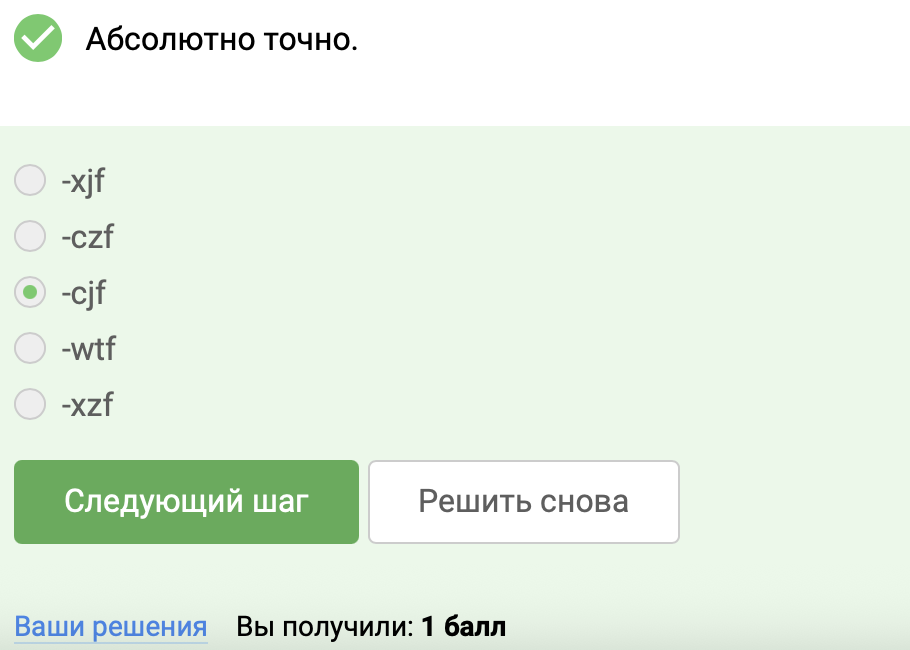 Абсолютно точно.
-xjf
-czf
-cjf
-wtf
-xzf
Следующий шаг Решить снова
Ваши решения Вы получили: 1 балл